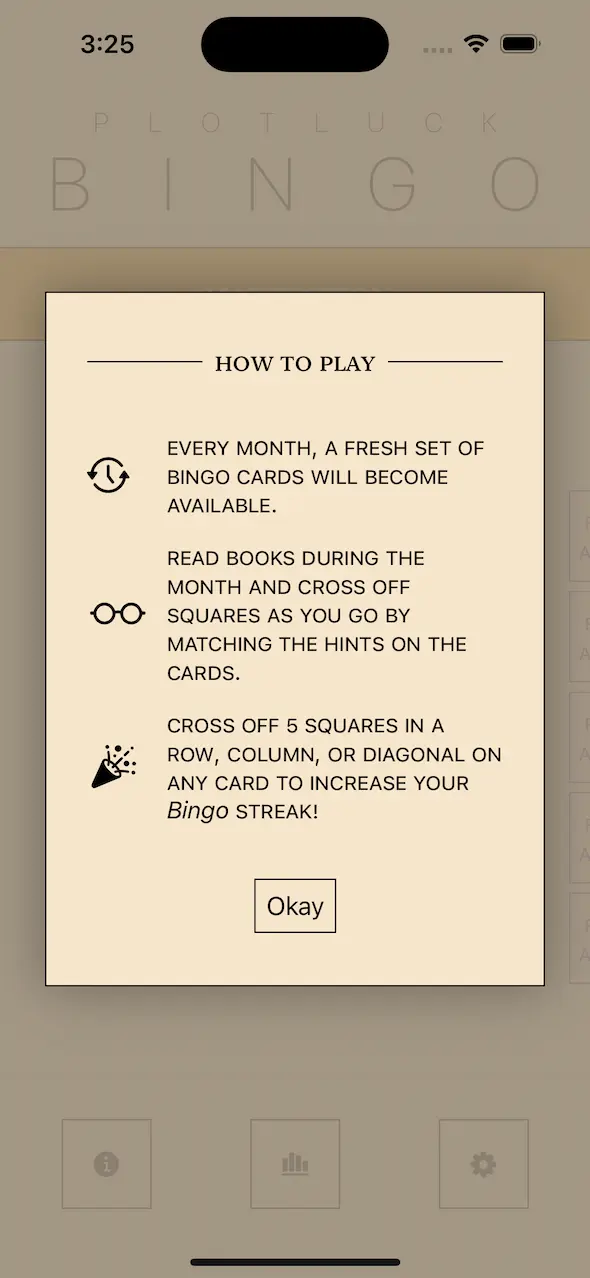 3:25
PLOTLUCK
BINGO
HOW TO PLAY
EVERY MONTH, A FRESH SET OF
BINGO CARDS WILL BECOME
AVAILABLE.
READ BOOKS DURING THE
MONTH AND CROSS OFF
SQUARES AS YOU GO BY
MATCHING THE HINTS ON THE
CARDS.
CROSS OFF 5 SQUARES IN A
ROW, COLUMN, OR DIAGONAL ON
ANY CARD TO INCREASE YOUR
Bingo STREAK!
Okay